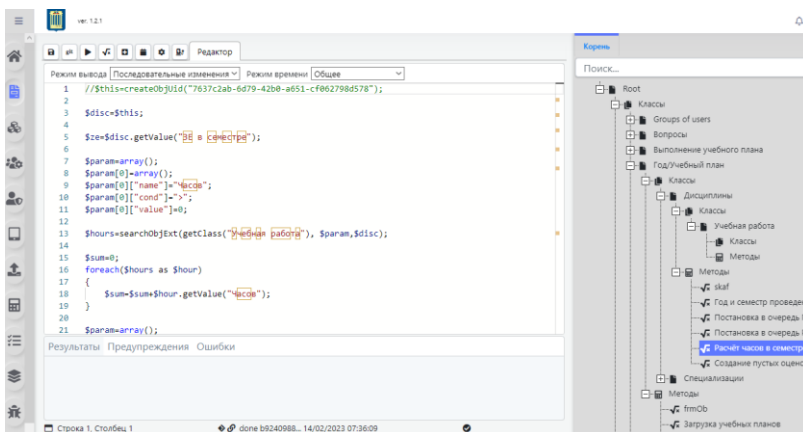 ver. 1.2.1
Редактор
Режим вывода Последовательные изменения Режим времени Общее
1 //$this=createObjUid("7637c2ab-6d79-42b0-a651-cf062798d578");
2
3 $disc=$this;
4
5 $ze=$disc.getValue("ЗЕ в семестре");
6
7 $param=array();
8 $param[0]=array();
9 $param[0]["name"]="Часов";
10 $param[0]["cond"]=">";
11 $param[0]["value"]=0;
12
13 $hours=searchObjExt(getClass("Учебная работа"), $param,$disc);
14
15 $sum=0;
16 foreach($hours as $hour)
17 {
18 $sum=$sum+$hour.getValue("Часов");
19 }
20
21 $param=array();
Результаты Предупреждения Ошибки
Строка 1, Столбец 1 done b9240988... 14/02/2023 07:36:09
Корень
Поиск...
Root
Классы
Groups of users
Вопросы
Выполнение учебного плана
Год/Учебный план
Классы
Дисциплины
Классы
Учебная работа
Классы
Методы
Методы
skaf
Год и семестр проведен
Постановка в очередь
Постановка в очередь
Расчёт часов в семестр
Создание пустых оцено
Специализации
Методы
frmOb
Загрузка учебных планов